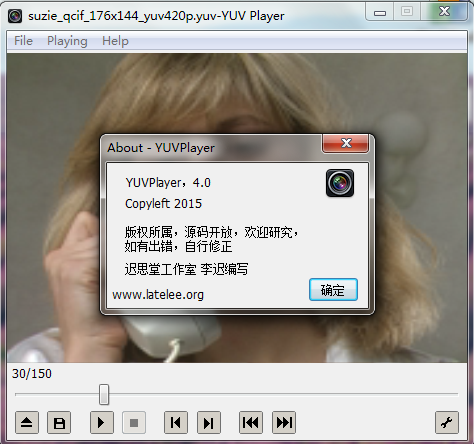 suzie_qcif_176x144_yuv420p.yuv-YUV Player
File Playing Help
About - YUVPlayer
YUVPlayer，4.0
Copyleft 2015
版权所属，源码开放，欢迎研究，
如有出错，自行修正
迟思堂工作室 李迟编写
www.latelee.org
确定
30/150